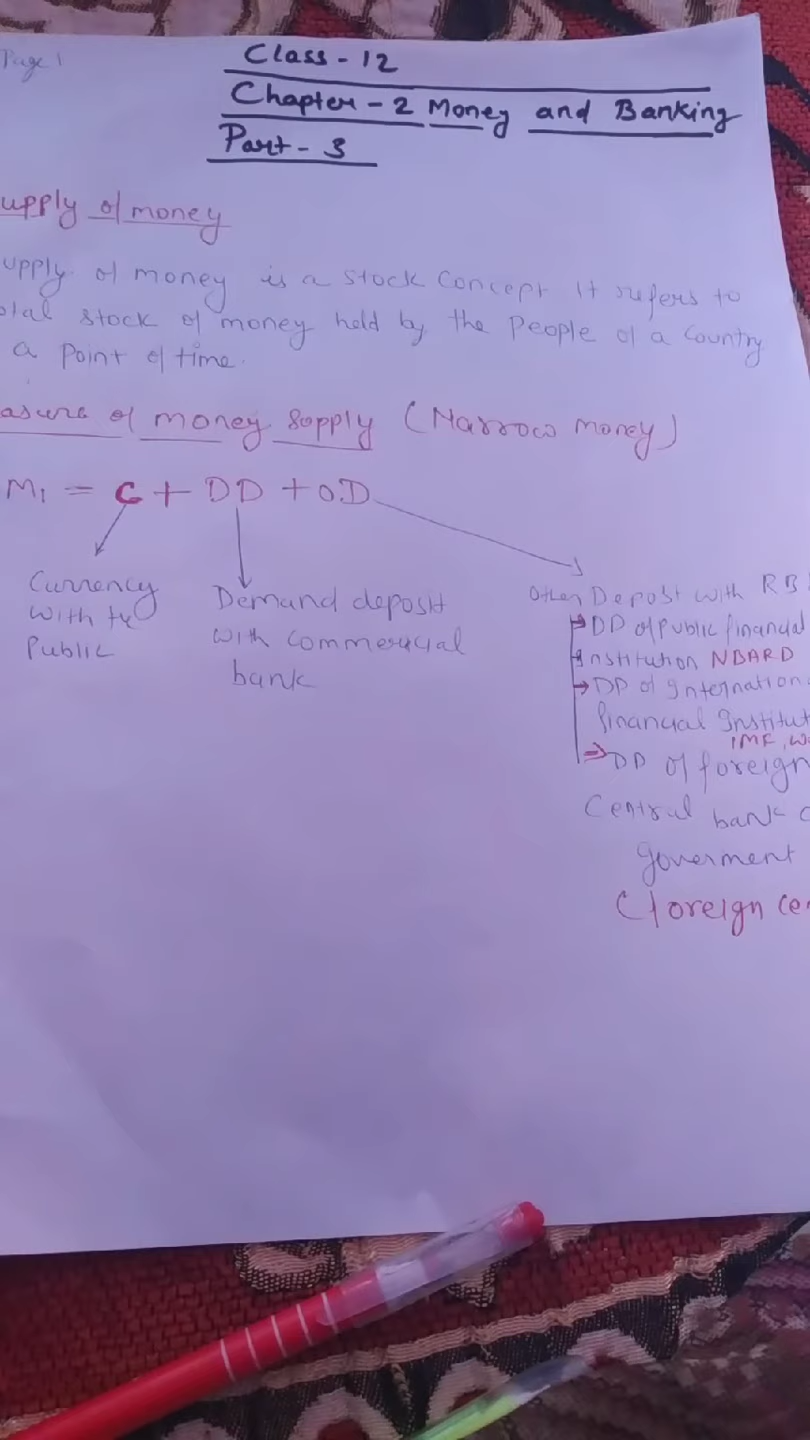 Page 1
Class - 12
Chapter - 2 Money and Banking
Part - 3
upply of money
upply of money is a stock concept It refers to
otal stock of money held by the people of a country
a point of time.
asure of money supply (Narrow money)
M1 = C + DD + O.D
Currency
with the
Public
Demand deposit
with commercial
bank
Other Deposit with RB
DD of public financial
institution NBARD
DD of Internation
financial Institut
IMF, W
DD of foreign
Central bank
goverment
(foreign ce